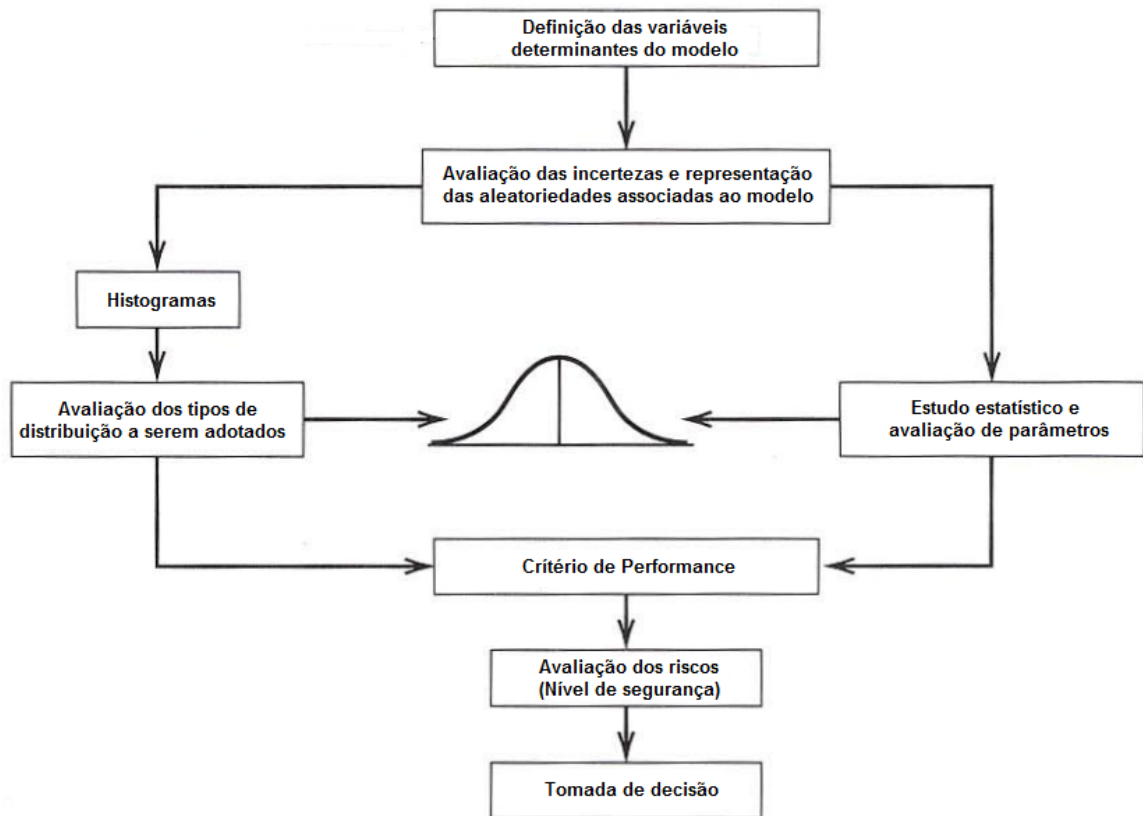 Definição das variáveis
determinantes do modelo
Avaliação das incertezas e representação
das aleatoriedades associadas ao modelo
Histogramas
Avaliação dos tipos de
distribuição a serem adotados
Estudo estatístico e
avaliação de parâmetros
Crítério de Performance
Avaliação dos riscos
(Nível de segurança)
Tomada de decisão